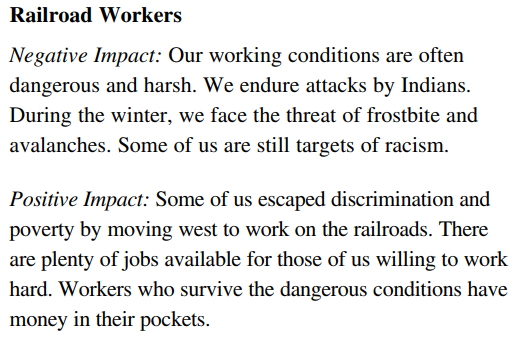 Railroad Workers
Negative Impact: Our working conditions are often
dangerous and harsh. We endure attacks by Indians.
During the winter, we face the threat of frostbite and
avalanches. Some of us are still targets of racism.
Positive Impact: Some of us escaped discrimination and
poverty by moving west to work on the railroads. There
are plenty of jobs available for those of us willing to work
hard. Workers who survive the dangerous conditions have
money in their pockets.